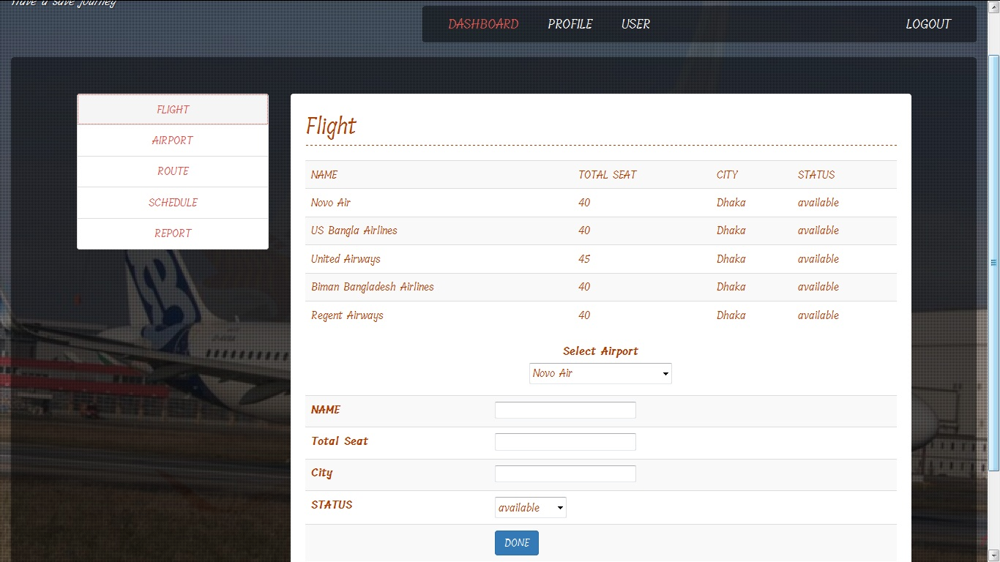 Have a save journey
DASHBOARD PROFILE USER LOGOUT
FLIGHT
AIRPORT
ROUTE
SCHEDULE
REPORT
Flight
NAME TOTAL SEAT CITY STATUS
Novo Air 40 Dhaka available
US Bangla Airlines 40 Dhaka available
United Airways 45 Dhaka available
Biman Bangladesh Airlines 40 Dhaka available
Regent Airways 40 Dhaka available
Select Airport
Novo Air
NAME
Total Seat
City
STATUS available
DONE